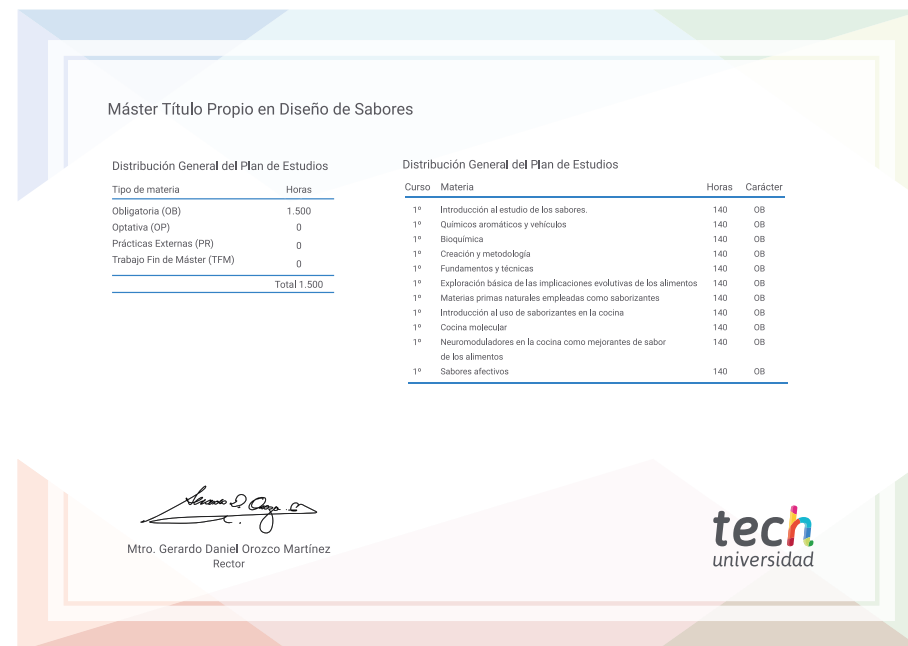 Máster Título Propio en Diseño de Sabores
Distribución General del Plan de Estudios
Tipo de materia Horas
Obligatoria (OB) 1.500
Optativa (OP) 0
Prácticas Externas (PR) 0
Trabajo Fin de Máster (TFM) 0
Total 1.500
Distribución General del Plan de Estudios
Curso Materia Horas Carácter
1º Introducción al estudio de los sabores. 140 OB
1º Químicos aromáticos y vehículos 140 OB
1º Bioquímica 140 OB
1º Creación y metodología 140 OB
1º Fundamentos y técnicas 140 OB
1º Exploración básica de las implicaciones evolutivas de los alimentos 140 OB
1º Materias primas naturales empleadas como saborizantes 140 OB
1º Introducción al uso de saborizantes en la cocina 140 OB
1º Cocina molecular 140 OB
1º Neuromoduladores en la cocina como mejorantes de sabor 140 OB
de los alimentos
1º Sabores afectivos 140 OB
Mtro. Gerardo Daniel Orozco Martínez
Rector
tech
universidad